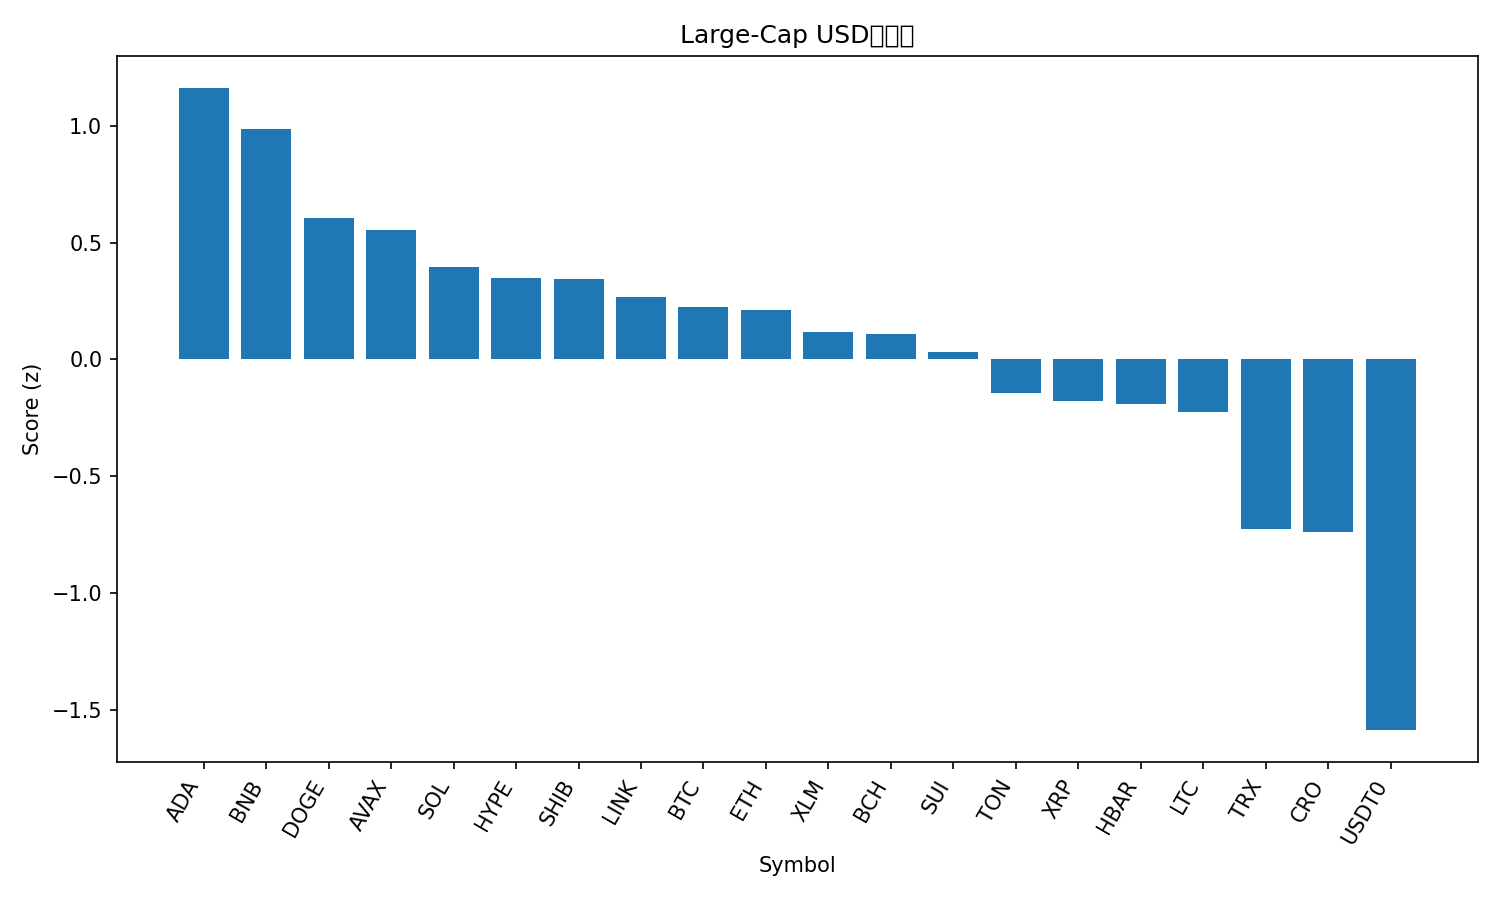 Large-Cap USD
Score (z)
1.0
0.5
0.0
−0.5
−1.0
−1.5
ADA
BNB
DOGE
AVAX
SOL
HYPE
SHIB
LINK
BTC
ETH
XLM
BCH
SUI
TON
XRP
HBAR
LTC
TRX
CRO
USDT0
Symbol